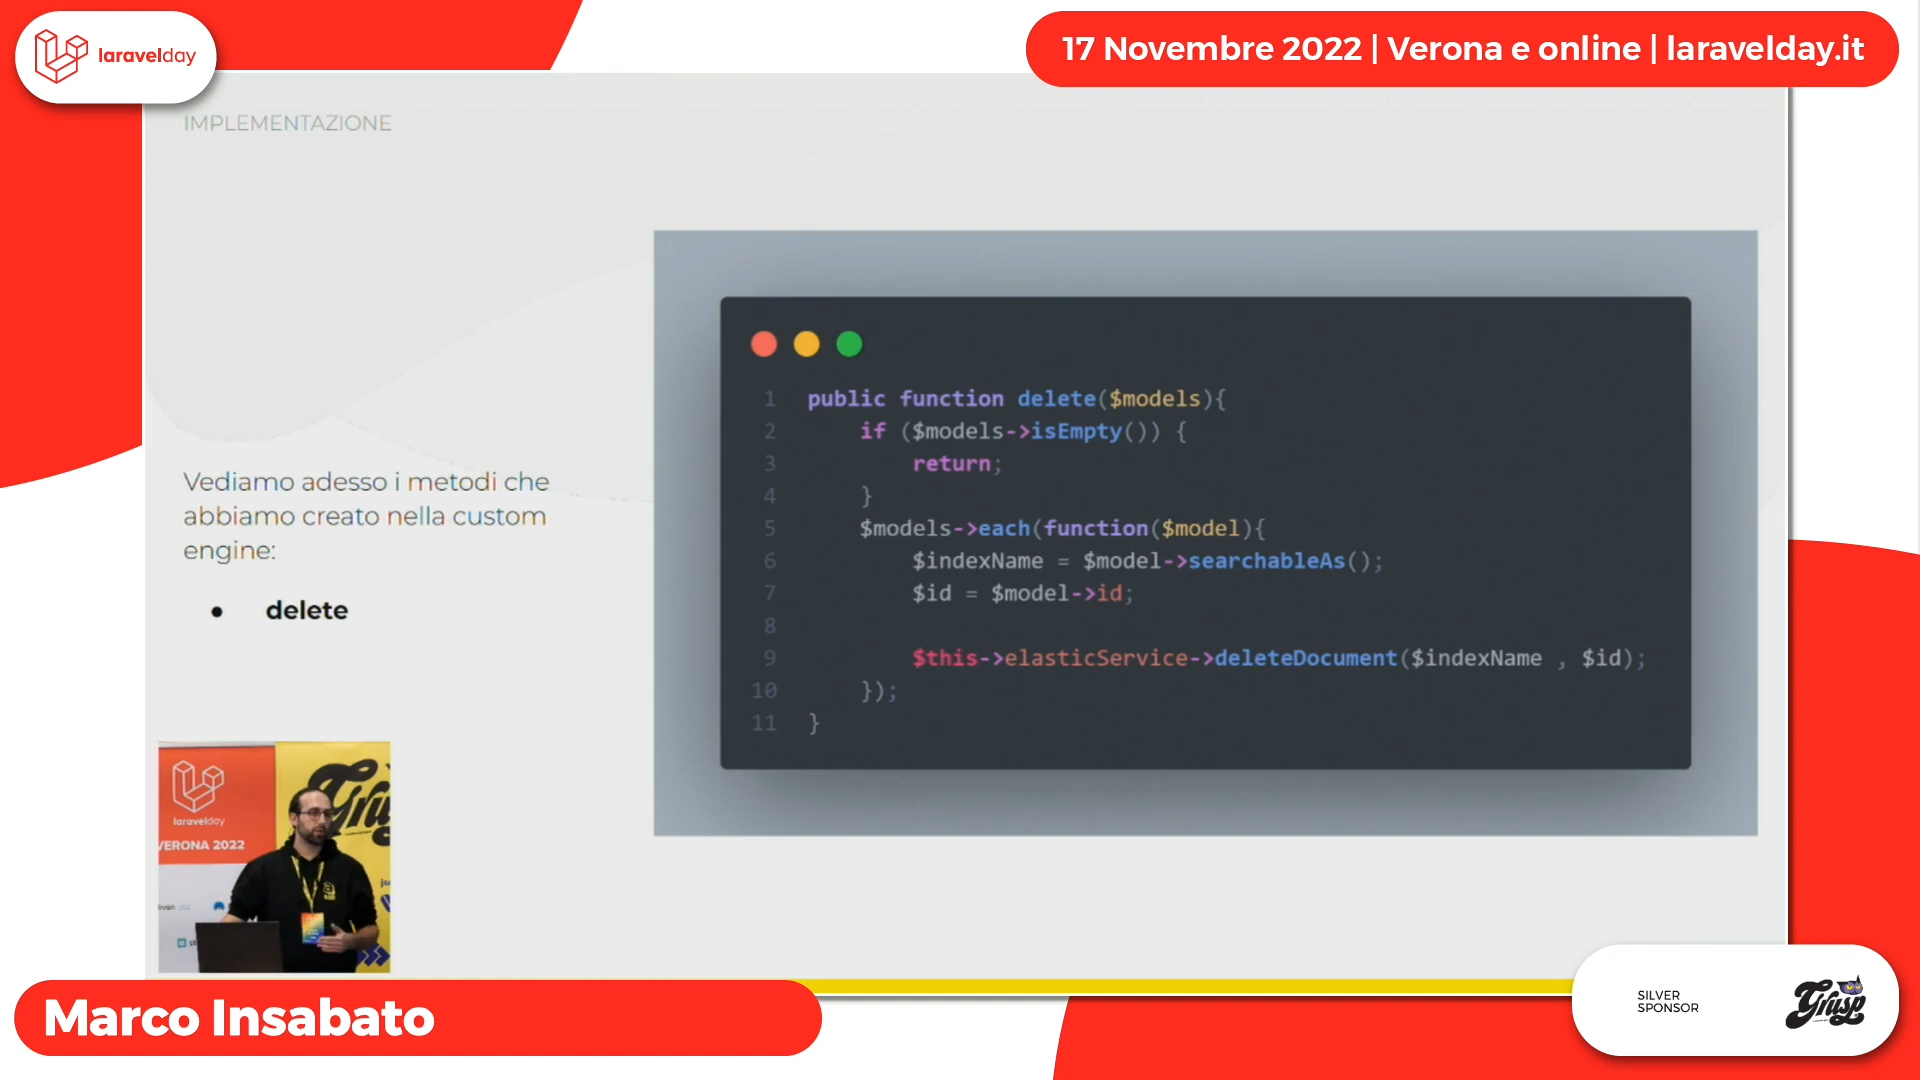 laravelday
17 Novembre 2022 | Verona e online | laravelday.it
IMPLEMENTAZIONE
Vediamo adesso i metodi che
abbiamo creato nella custom
engine:
● delete
1 public function delete($models){
2 if ($models->isEmpty()) {
3 return;
4 }
5 $models->each(function($model){
6 $indexName = $model->searchableAs();
7 $id = $model->id;
8
9 $this->elasticService->deleteDocument($indexName , $id);
10 });
11 }
laravelday
VERONA 2022
Grus
Marco Insabato
SILVER
SPONSOR
Grusp